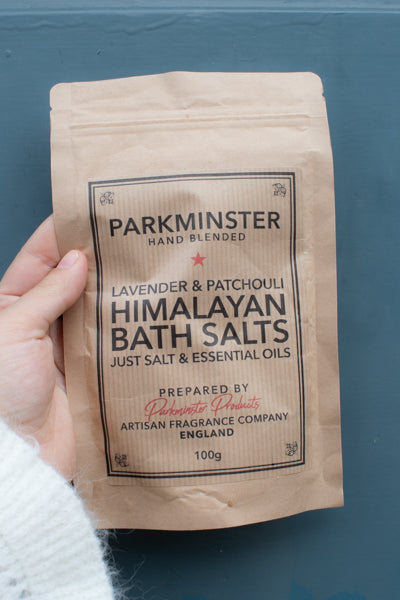 PARKMINSTER
HAND BLENDED
LAVENDER & PATCHOULI
HIMALAYAN
BATH SALTS
JUST SALT & ESSENTIAL OILS
PREPARED BY
Parkminster Products
ARTISAN FRAGRANCE COMPANY
ENGLAND
100g